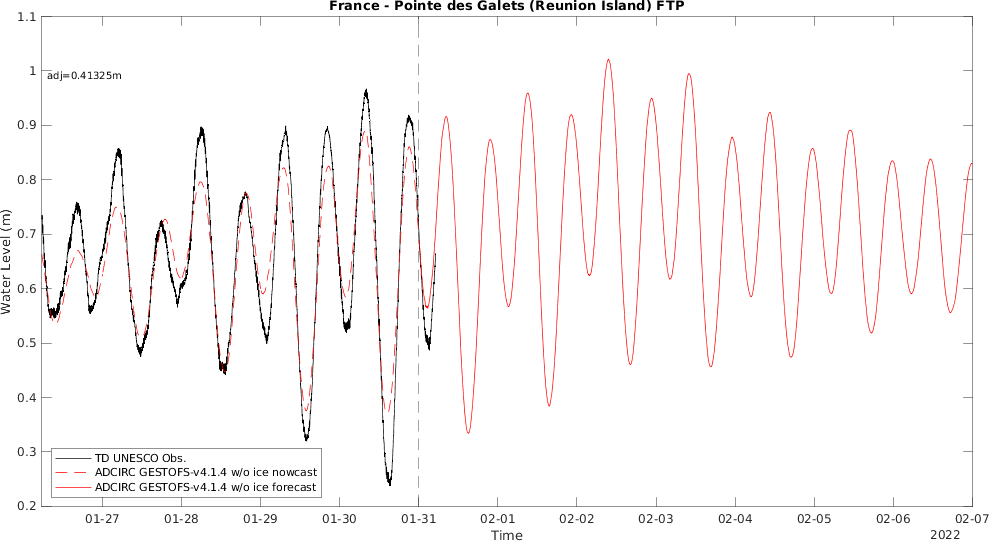 France - Pointe des Galets (Reunion Island) FTP
1.1
1
0.9
0.8
0.7
0.6
0.5
0.4
0.3
0.2
Water Level (m)
adj=0.41325m
TD UNESCO Obs.
ADCIRC GESTOFS-v4.1.4 w/o ice nowcast
ADCIRC GESTOFS-v4.1.4 w/o ice forecast
01-27 01-28 01-29 01-30 01-31 02-01 02-02 02-03 02-04 02-05 02-06 02-07
Time
2022